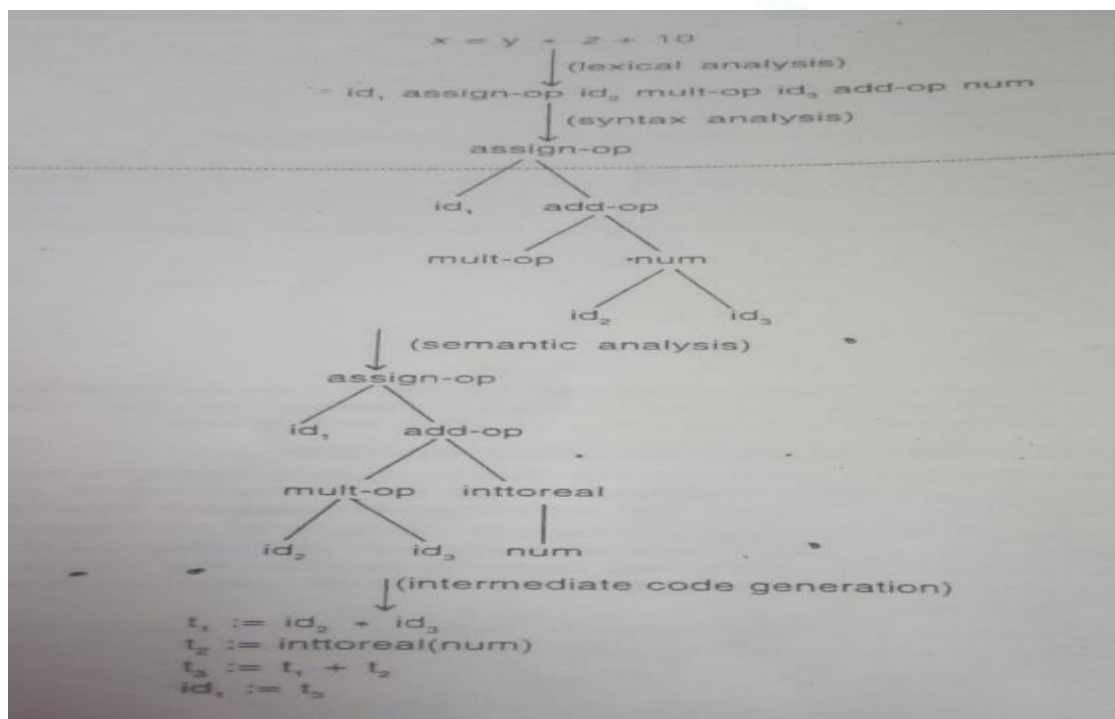 x = y * z + 10
(lexical analysis)
id₁ assign-op id₂ mult-op id₃ add-op num
(syntax analysis)
assign-op
id₁ add-op
mult-op num
id₂ id₃
(semantic analysis)
assign-op
id₁ add-op
mult-op inttoreal
id₂ id₃ num
(intermediate code generation)
t₁ := id₂ * id₃
t₂ := inttoreal(num)
t₃ := t₁ + t₂
id₁ := t₃